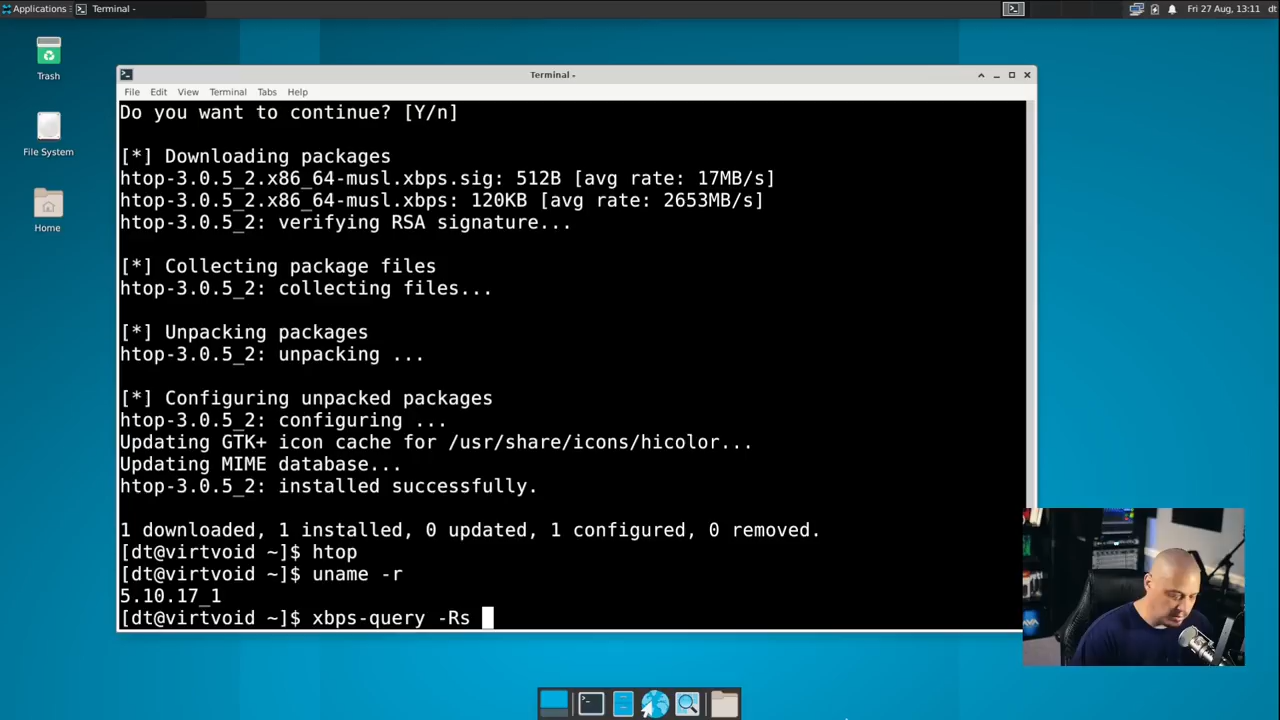 Applications
Terminal -
Fri 27 Aug, 13:11
dt
Trash
File System
Home
Terminal -
File Edit View Terminal Tabs Help
Do you want to continue? [Y/n]
[*] Downloading packages
htop-3.0.5_2.x86_64-musl.xbps.sig: 512B [avg rate: 17MB/s]
htop-3.0.5_2.x86_64-musl.xbps: 120KB [avg rate: 2653MB/s]
htop-3.0.5_2: verifying RSA signature...
[*] Collecting package files
htop-3.0.5_2: collecting files...
[*] Unpacking packages
htop-3.0.5_2: unpacking ...
[*] Configuring unpacked packages
htop-3.0.5_2: configuring ...
Updating GTK+ icon cache for /usr/share/icons/hicolor...
Updating MIME database...
htop-3.0.5_2: installed successfully.
1 downloaded, 1 installed, 0 updated, 1 configured, 0 removed.
[dt@virtvoid ~]$ htop
[dt@virtvoid ~]$ uname -r
5.10.17_1
[dt@virtvoid ~]$ xbps-query -Rs